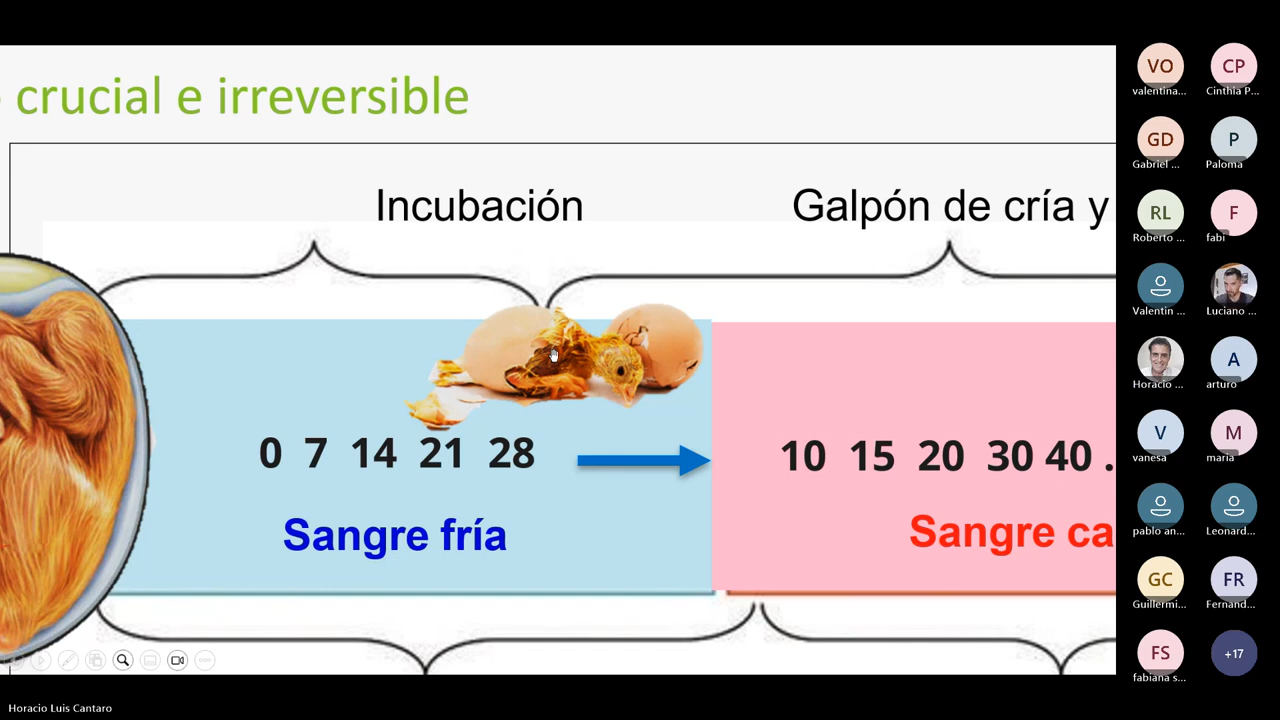 crucial e irreversible
Incubación
Galpón de cría y
0 7 14 21 28
10 15 20 30 40 .
Sangre fría
Sangre ca
VO
valentina...
CP
Cinthia P...
GD
Gabriel ...
P
Paloma
RL
Roberto ...
F
fabi
Valentin ...
Luciano ...
Horacio ...
A
arturo
V
vanesa
M
maria
pablo an...
Leonard...
GC
Guillermi...
FR
Fernand...
FS
fabiana s...
+17
Horacio Luis Cantaro